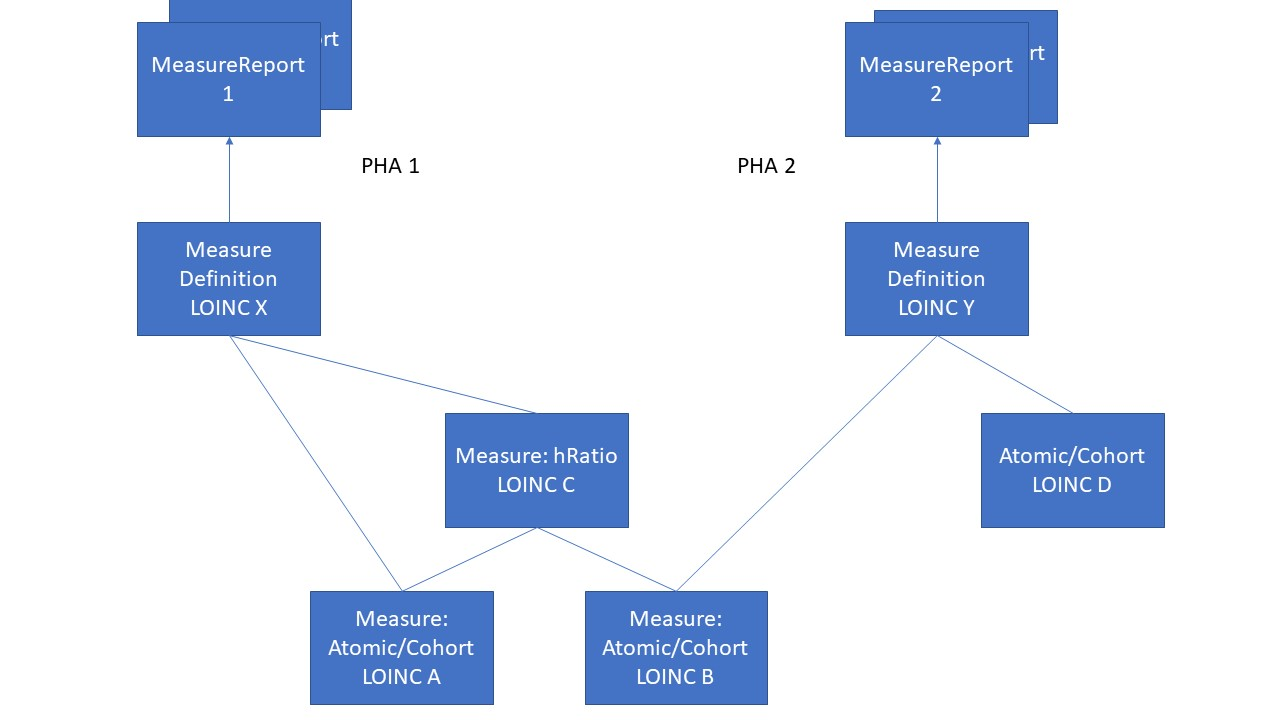 MeasureReport
1
rt
MeasureReport
2
rt
PHA 1
PHA 2
Measure
Definition
LOINC X
Measure
Definition
LOINC Y
Measure: hRatio
LOINC C
Atomic/Cohort
LOINC D
Measure:
Atomic/Cohort
LOINC A
Measure:
Atomic/Cohort
LOINC B